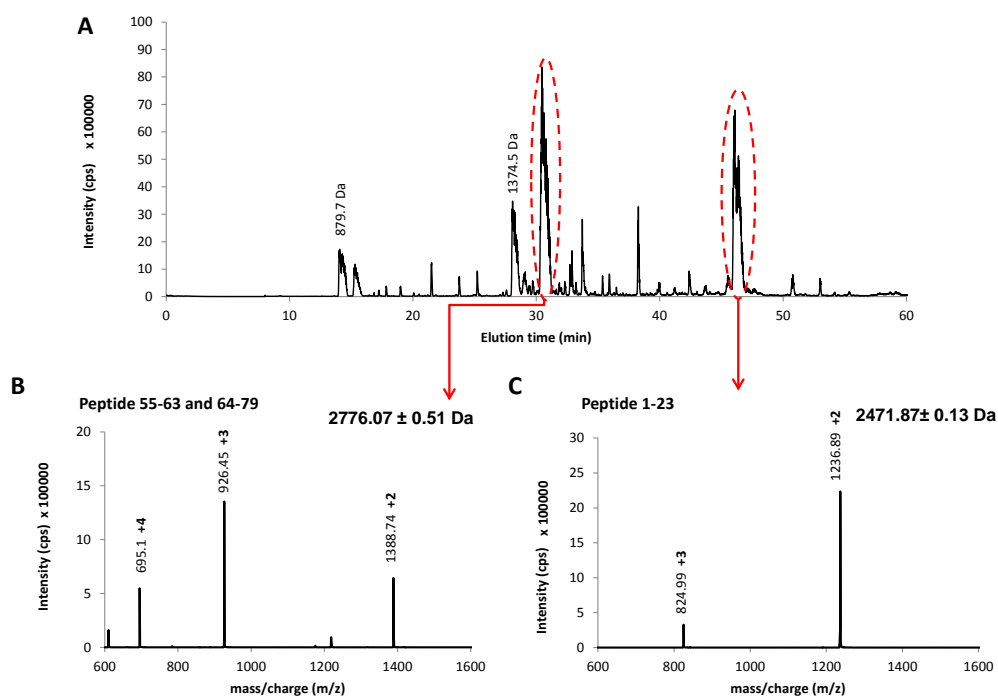 A
Intensity (cps) x 100000
100
90
80
70
60
50
40
30
20
10
0
879.7 Da
1374.5 Da
0 10 20 30 40 50 60
Elution time (min)
B
Peptide 55-63 and 64-79
2776.07 ± 0.51 Da
Intensity (cps) x 100000
20
15
10
5
0
695.1 +4
926.45 +3
1388.74 +2
600 800 1000 1200 1400 1600
mass/charge (m/z)
C
Peptide 1-23
2471.87± 0.13 Da
Intensity (cps) x 100000
30
25
20
15
10
5
0
824.99 +3
1236.89 +2
600 800 1000 1200 1400 1600
mass/charge (m/z)